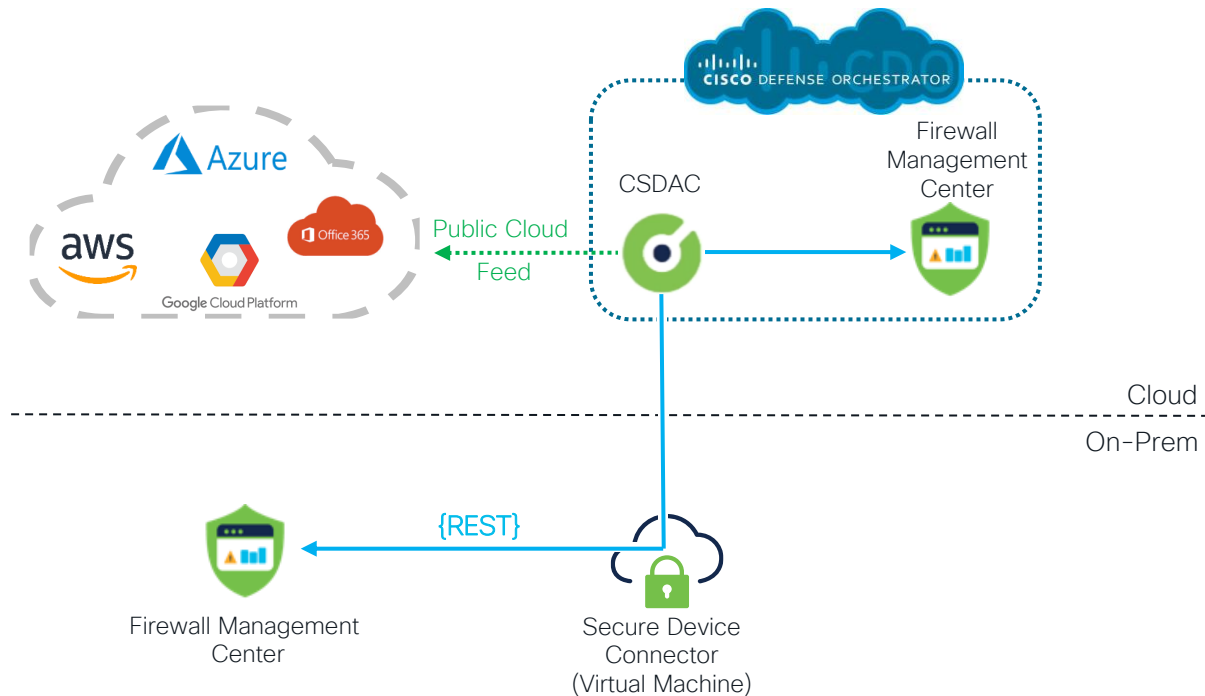 CDO
CISCO DEFENSE ORCHESTRATOR
Azure
aws
Office 365
Google Cloud Platform
Public Cloud
Feed
CSDAC
Firewall
Management
Center
Cloud
On-Prem
{REST}
Firewall Management
Center
Secure Device
Connector
(Virtual Machine)